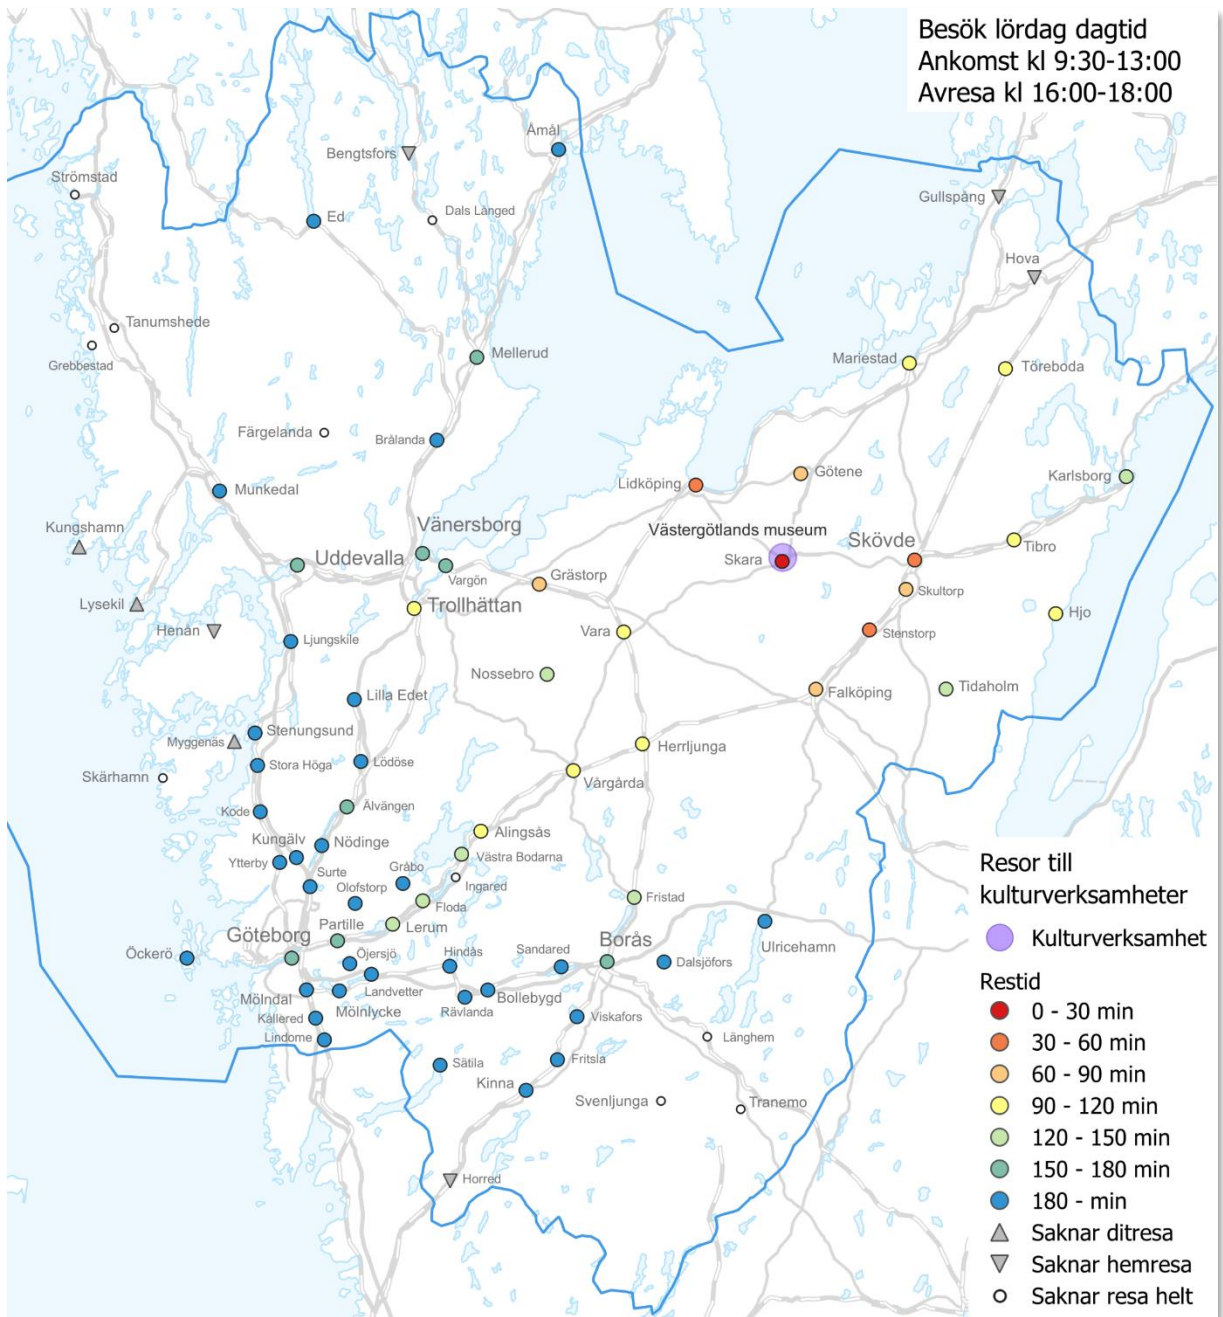 Besök lördag dagtid
Ankomst kl 9:30-13:00
Avresa kl 16:00-18:00
Åmål
Bengtsfors
Strömstad
Gullspång
Dals Långed
Ed
Hova
Tanumshede
Grebbestad
Mellerud
Mariestad
Töreboda
Färgelanda
Brålanda
Götene
Karlsborg
Lidköping
Munkedal
Kungshamn
Vänersborg
Västergötlands museum
Skövde
Tibro
Uddevalla
Skara
Vargön
Grästorp
Skultorp
Lysekil
Trollhättan
Hjo
Henån
Ljungskile
Vara
Stenstorp
Nossebro
Tidaholm
Lilla Edet
Falköping
Stenungsund
Myggenäs
Herrljunga
Stora Höga
Lödöse
Skärhamn
Vårgårda
Kode
Älvängen
Alingsås
Kungälv
Nödinge
Västra Bodarna
Ytterby
Gråbo
Surte
Ingared
Olofstorp
Fristad
Floda
Partille
Lerum
Göteborg
Borås
Ulricehamn
Öckerö
Öjersjö
Hindås
Sandared
Dalsjöfors
Mölndal
Landvetter
Bollebygd
Mölnlycke
Rävlanda
Kållered
Viskafors
Lindome
Länghem
Sätila
Fritsla
Kinna
Svenljunga
Tranemo
Horred
Resor till
kulturverksamheter
Kulturverksamhet
Restid
0 - 30 min
30 - 60 min
60 - 90 min
90 - 120 min
120 - 150 min
150 - 180 min
180 - min
Saknar ditresa
Saknar hemresa
Saknar resa helt